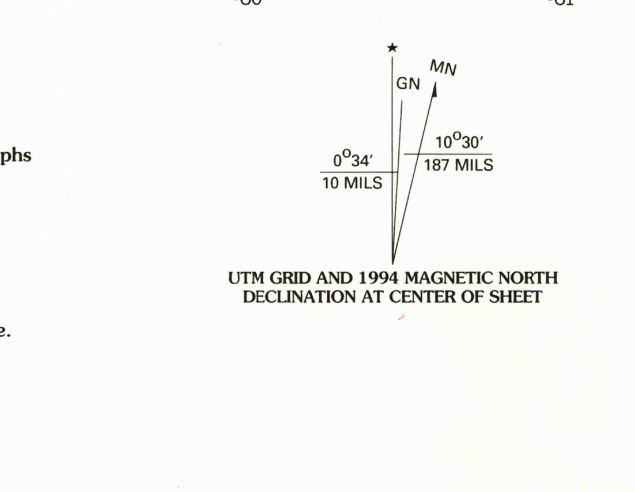 ★
MN
GN
10°30'
phs
0°34'
187 MILS
10 MILS
UTM GRID AND 1994 MAGNETIC NORTH
DECLINATION AT CENTER OF SHEET
e.